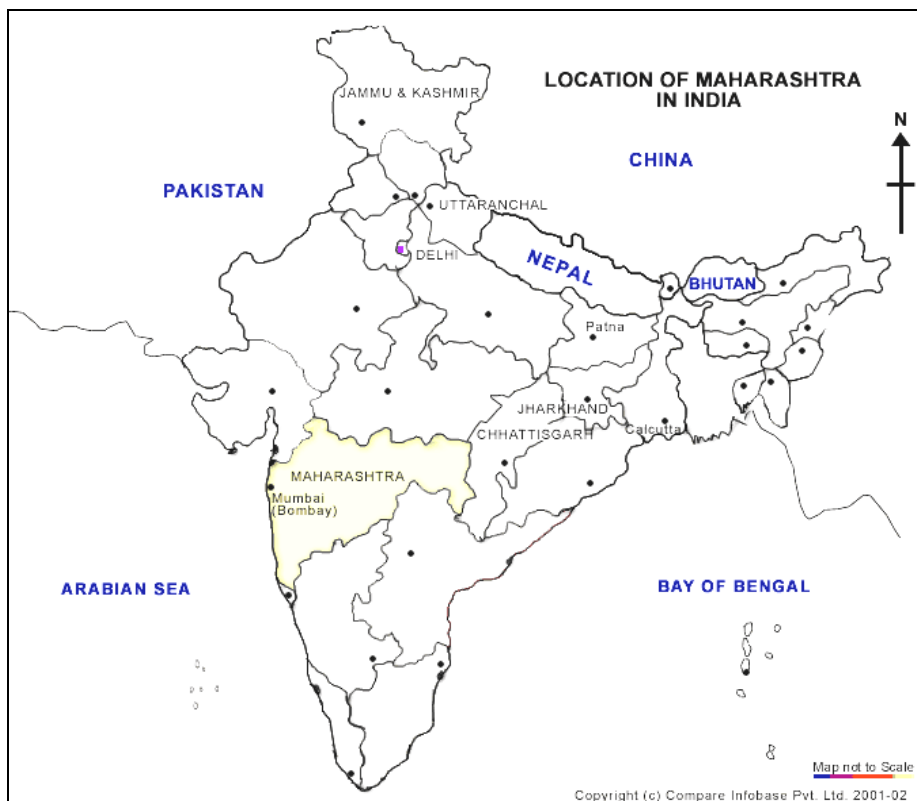 LOCATION OF MAHARASHTRA
IN INDIA
N
JAMMU & KASHMIR
CHINA
PAKISTAN
UTTARANCHAL
DELHI
NEPAL
BHUTAN
Patna
JHARKHAND
CHHATTISGARH
Calcutta
MAHARASHTRA
Mumbai
(Bombay)
ARABIAN SEA
BAY OF BENGAL
Map not to Scale
Copyright (c) Compare Infobase Pvt. Ltd. 2001-02